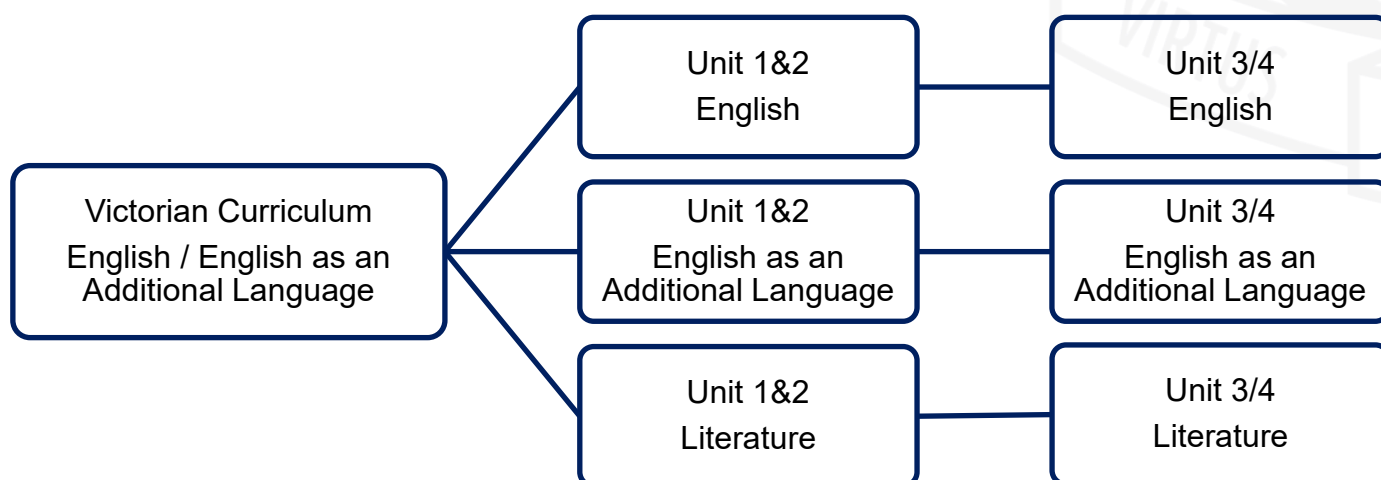 Victorian Curriculum
English / English as an
Additional Language
Unit 1&2
English
Unit 3/4
English
Unit 1&2
English as an
Additional Language
Unit 3/4
English as an
Additional Language
Unit 1&2
Literature
Unit 3/4
Literature
VIRTUS